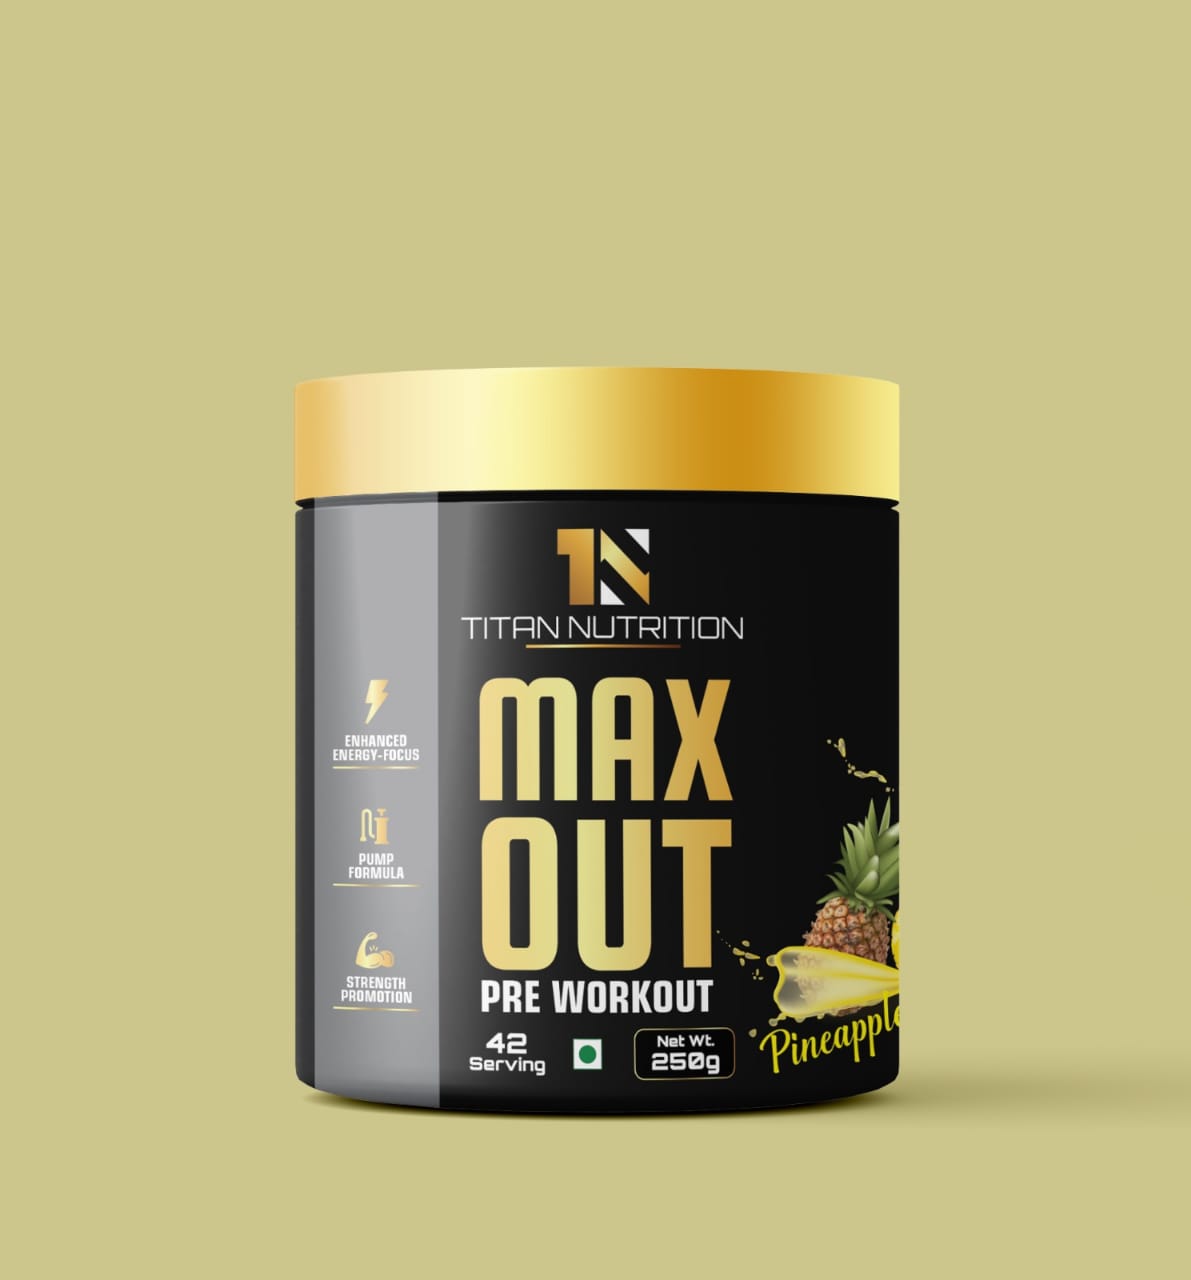 1N
TITAN NUTRITION
MAX
OUT
PRE WORKOUT
42
Serving
Net Wt.
250g
Pineapple
ENHANCED
ENERGY-FOCUS
PUMP
FORMULA
STRENGTH
PROMOTION